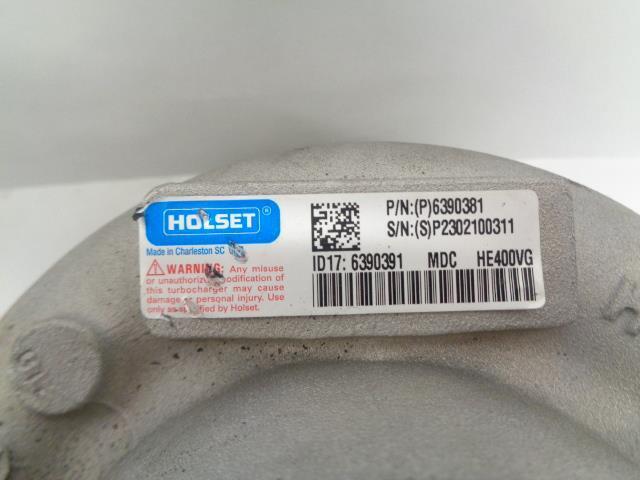 HOLSET®
Made in Charleston SC
WARNING: Any misuse
or unauthorized modification of
this turbocharger may cause
damage or personal injury. Use
only as specified by Holset.
P/N:(P)6390381
S/N:(S)P2302100311
ID17: 6390391 MDC HE400VG